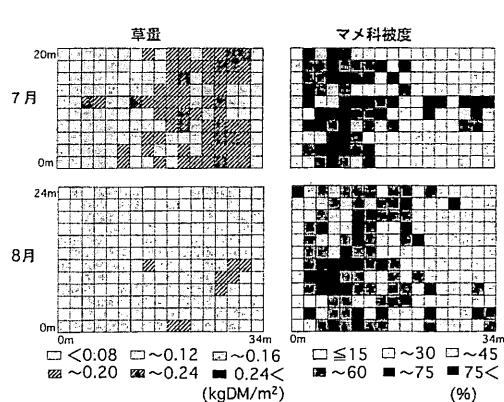 草量 マメ科被度
20m
7月
0m
24m
8月
0m
0m 34m 0m 34m
<0.08 ~0.12 ~0.16 ≦15 ~30 ~45
~0.20 ~0.24 0.24< ~60 ~75 75<
(kgDM/m²) (%)